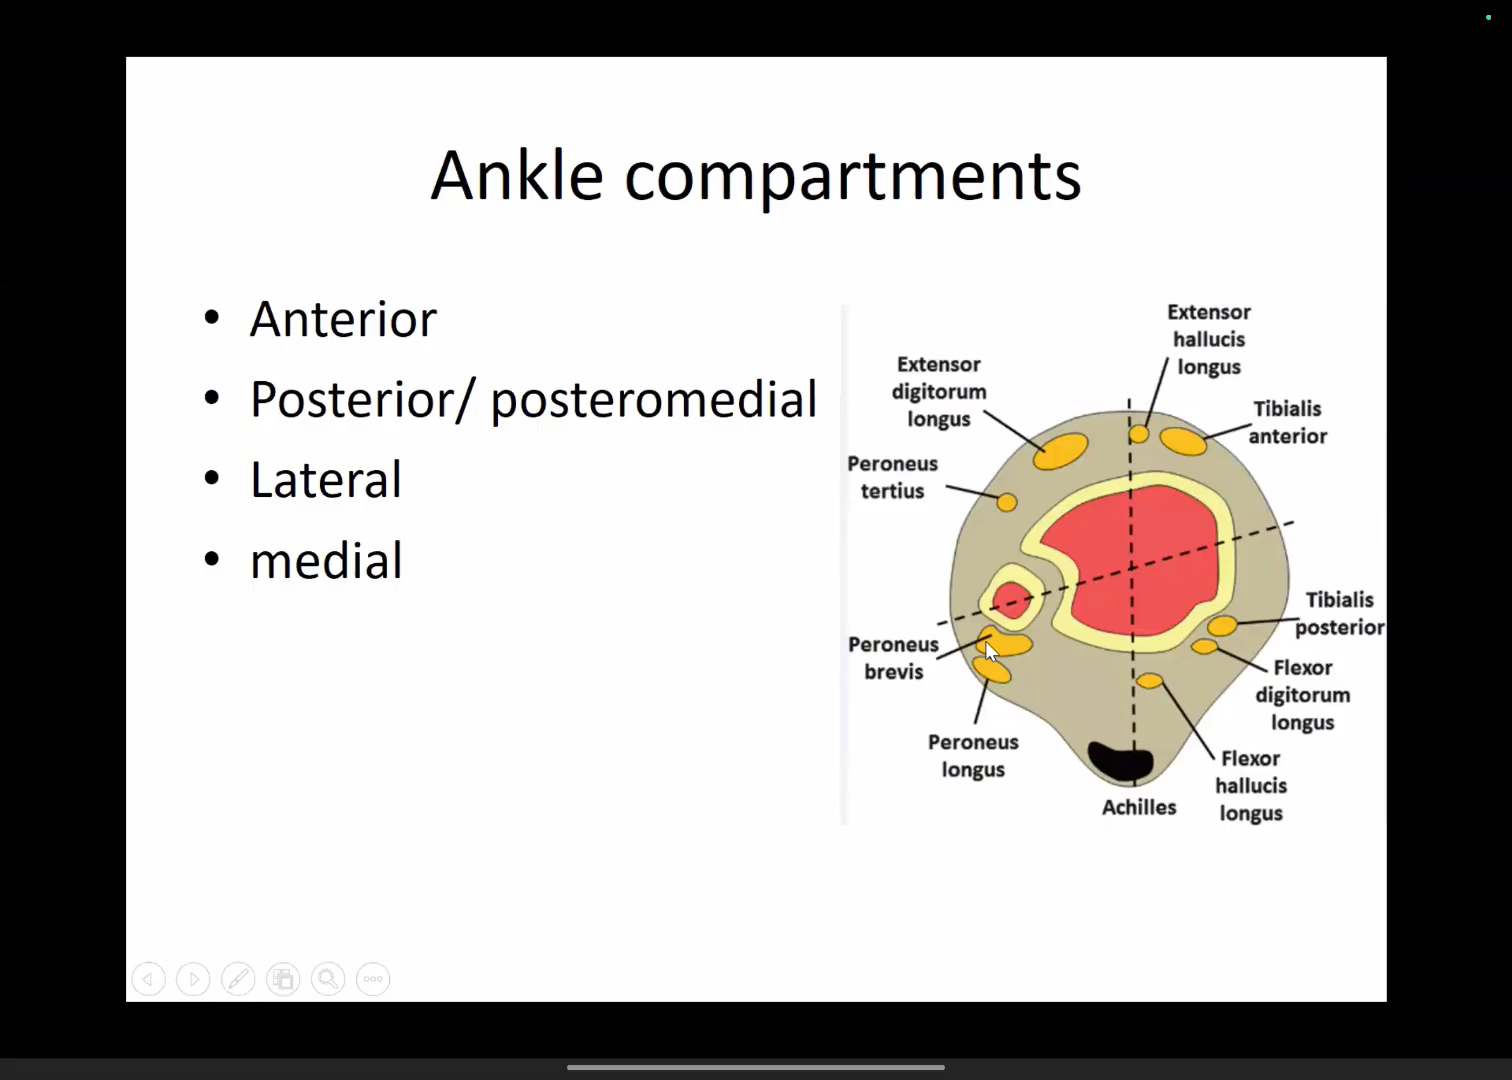 Ankle compartments
• Anterior
• Posterior/ posteromedial
• Lateral
• medial
Extensor
hallucis
longus
Extensor
digitorum
longus
Tibialis
anterior
Peroneus
tertius
Tibialis
posterior
Peroneus
brevis
Flexor
digitorum
longus
Peroneus
longus
Flexor
hallucis
longus
Achilles